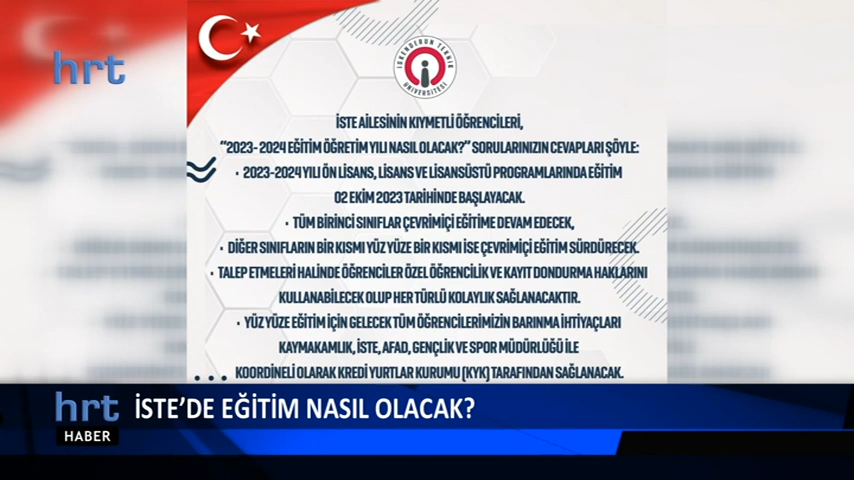 hrt
İSKENDERUN TEKNİK
ÜNİVERSİTESİ
İSTE AİLESİNİN KIYMETLİ ÖĞRENCİLERİ,
"2023- 2024 EĞİTİM ÖĞRETİM YILI NASIL OLACAK?" SORULARINIZIN CEVAPLARI ŞÖYLE:
• 2023-2024 YILI ÖN LİSANS, LİSANS VE LİSANSÜSTÜ PROGRAMLARINDA EĞİTİM
02 EKİM 2023 TARİHİNDE BAŞLAYACAK.
• TÜM BİRİNCİ SINIFLAR ÇEVRİMİÇİ EĞİTİME DEVAM EDECEK,
• DİĞER SINIFLARIN BİR KISMI YÜZ YÜZE BİR KISMI İSE ÇEVRİMİÇİ EĞİTİM SÜRDÜRECEK.
• TALEP ETMELERİ HALİNDE ÖĞRENCİLER ÖZEL ÖĞRENCİLİK VE KAYIT DONDURMA HAKLARINI
KULLANABİLECEK OLUP HER TÜRLÜ KOLAYLIK SAĞLANACAKTIR.
• YÜZ YÜZE EĞİTİM İÇİN GELECEK TÜM ÖĞRENCİLERİMİZİN BARINMA İHTİYAÇLARI
KAYMAKAMLIK, İSTE, AFAD, GENÇLİK VE SPOR MÜDÜRLÜĞÜ İLE
KOORDİNELİ OLARAK KREDİ YURTLAR KURUMU (KYK) TARAFINDAN SAĞLANACAK.
hrt
HABER
İSTE'DE EĞİTİM NASIL OLACAK?